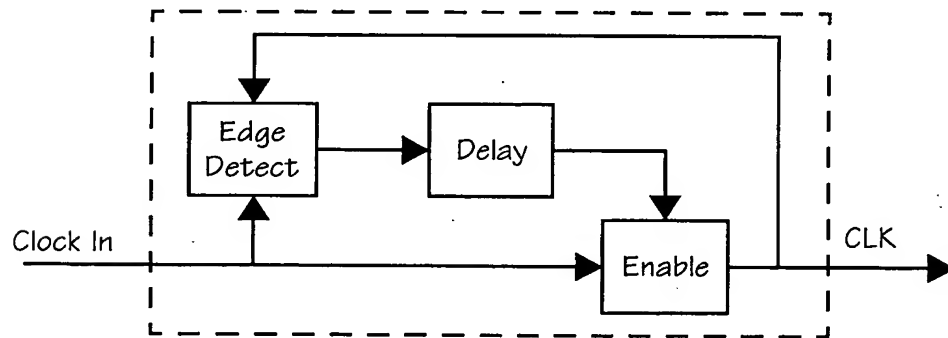 Edge
Detect
Delay
Clock In
Enable
CLK